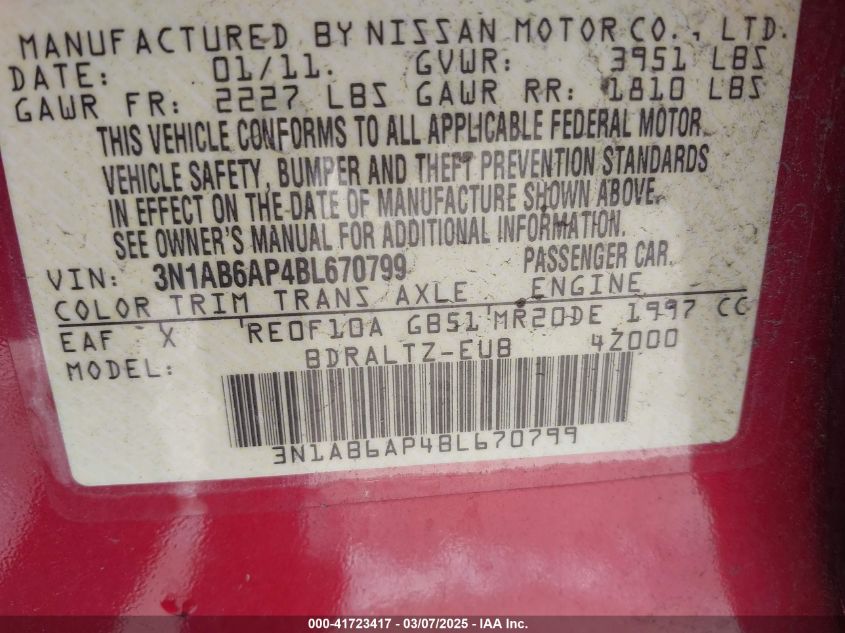 MANUFACTURED BY NISSAN MOTOR CO., LTD.
DATE: 01/11. GVWR: 3951 LBS
GAWR FR: 2227 LBS GAWR RR: 1810 LBS
THIS VEHICLE CONFORMS TO ALL APPLICABLE FEDERAL MOTOR
VEHICLE SAFETY, BUMPER AND THEFT PREVENTION STANDARDS
IN EFFECT ON THE DATE OF MANUFACTURE SHOWN ABOVE.
SEE OWNER'S MANUAL FOR ADDITIONAL INFORMATION.
VIN: 3N1AB6AP4BL670799 PASSENGER CAR
COLOR TRIM TRANS AXLE ENGINE
EAF X 'RE0F10A GB51'MR20DE 1997 CC
MODEL: BDRALTZ-EUB 4Z000
3N1AB6AP4BL670799
000-41723417 - 03/07/2025 - IAA Inc.